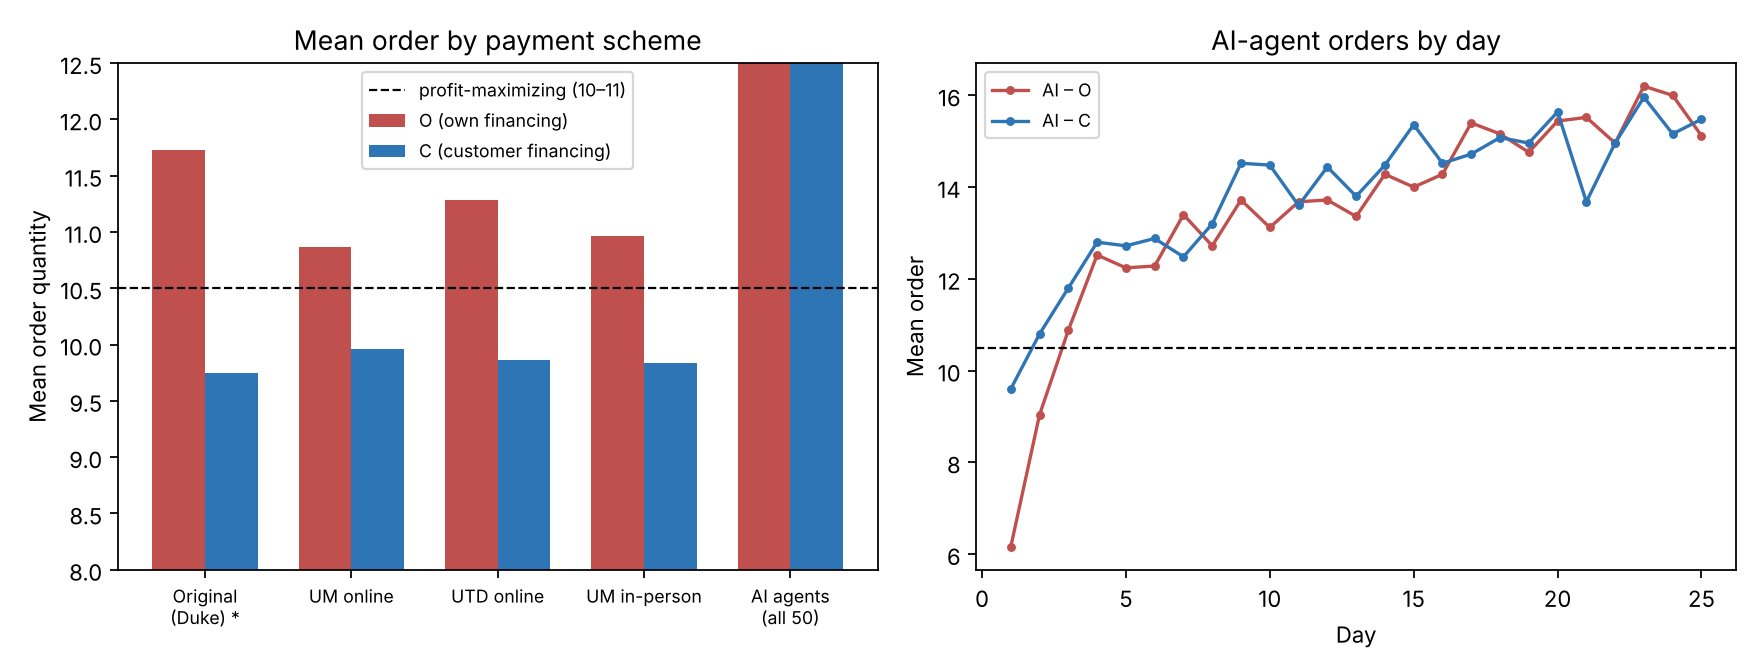 Mean order by payment scheme
Mean order quantity
12.5
12.0
11.5
11.0
10.5
10.0
9.5
9.0
8.5
8.0
profit-maximizing (10–11)
O (own financing)
C (customer financing)
Original
(Duke) *
UM online
UTD online
UM in-person
AI agents
(all 50)
AI-agent orders by day
Mean order
16
14
12
10
8
6
AI – O
AI – C
0
5
10
15
20
25
Day